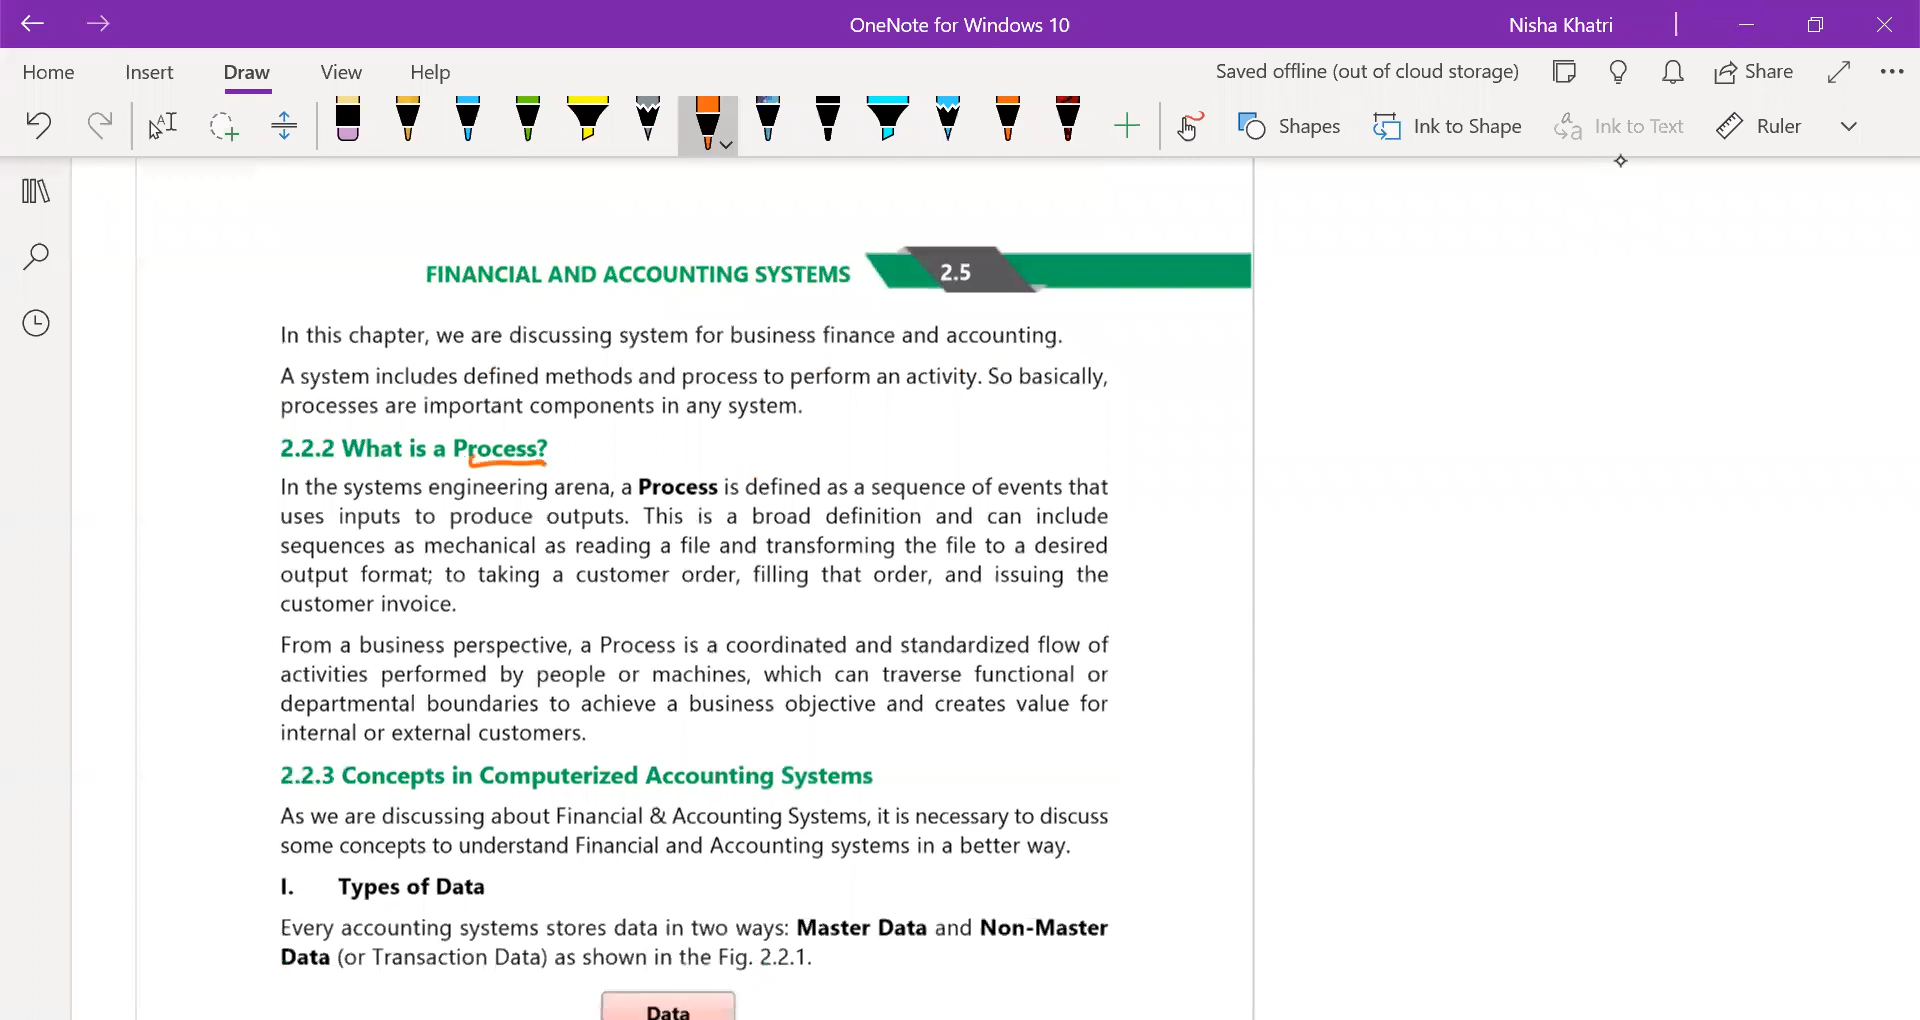 OneNote for Windows 10
Nisha Khatri
Home Insert Draw View Help
Saved offline (out of cloud storage)
Share
Shapes
Ink to Shape
Ink to Text
Ruler
FINANCIAL AND ACCOUNTING SYSTEMS 2.5
In this chapter, we are discussing system for business finance and accounting.
A system includes defined methods and process to perform an activity. So basically,
processes are important components in any system.
2.2.2 What is a Process?
In the systems engineering arena, a Process is defined as a sequence of events that
uses inputs to produce outputs. This is a broad definition and can include
sequences as mechanical as reading a file and transforming the file to a desired
output format; to taking a customer order, filling that order, and issuing the
customer invoice.
From a business perspective, a Process is a coordinated and standardized flow of
activities performed by people or machines, which can traverse functional or
departmental boundaries to achieve a business objective and creates value for
internal or external customers.
2.2.3 Concepts in Computerized Accounting Systems
As we are discussing about Financial & Accounting Systems, it is necessary to discuss
some concepts to understand Financial and Accounting systems in a better way.
I. Types of Data
Every accounting systems stores data in two ways: Master Data and Non-Master
Data (or Transaction Data) as shown in the Fig. 2.2.1.
Data